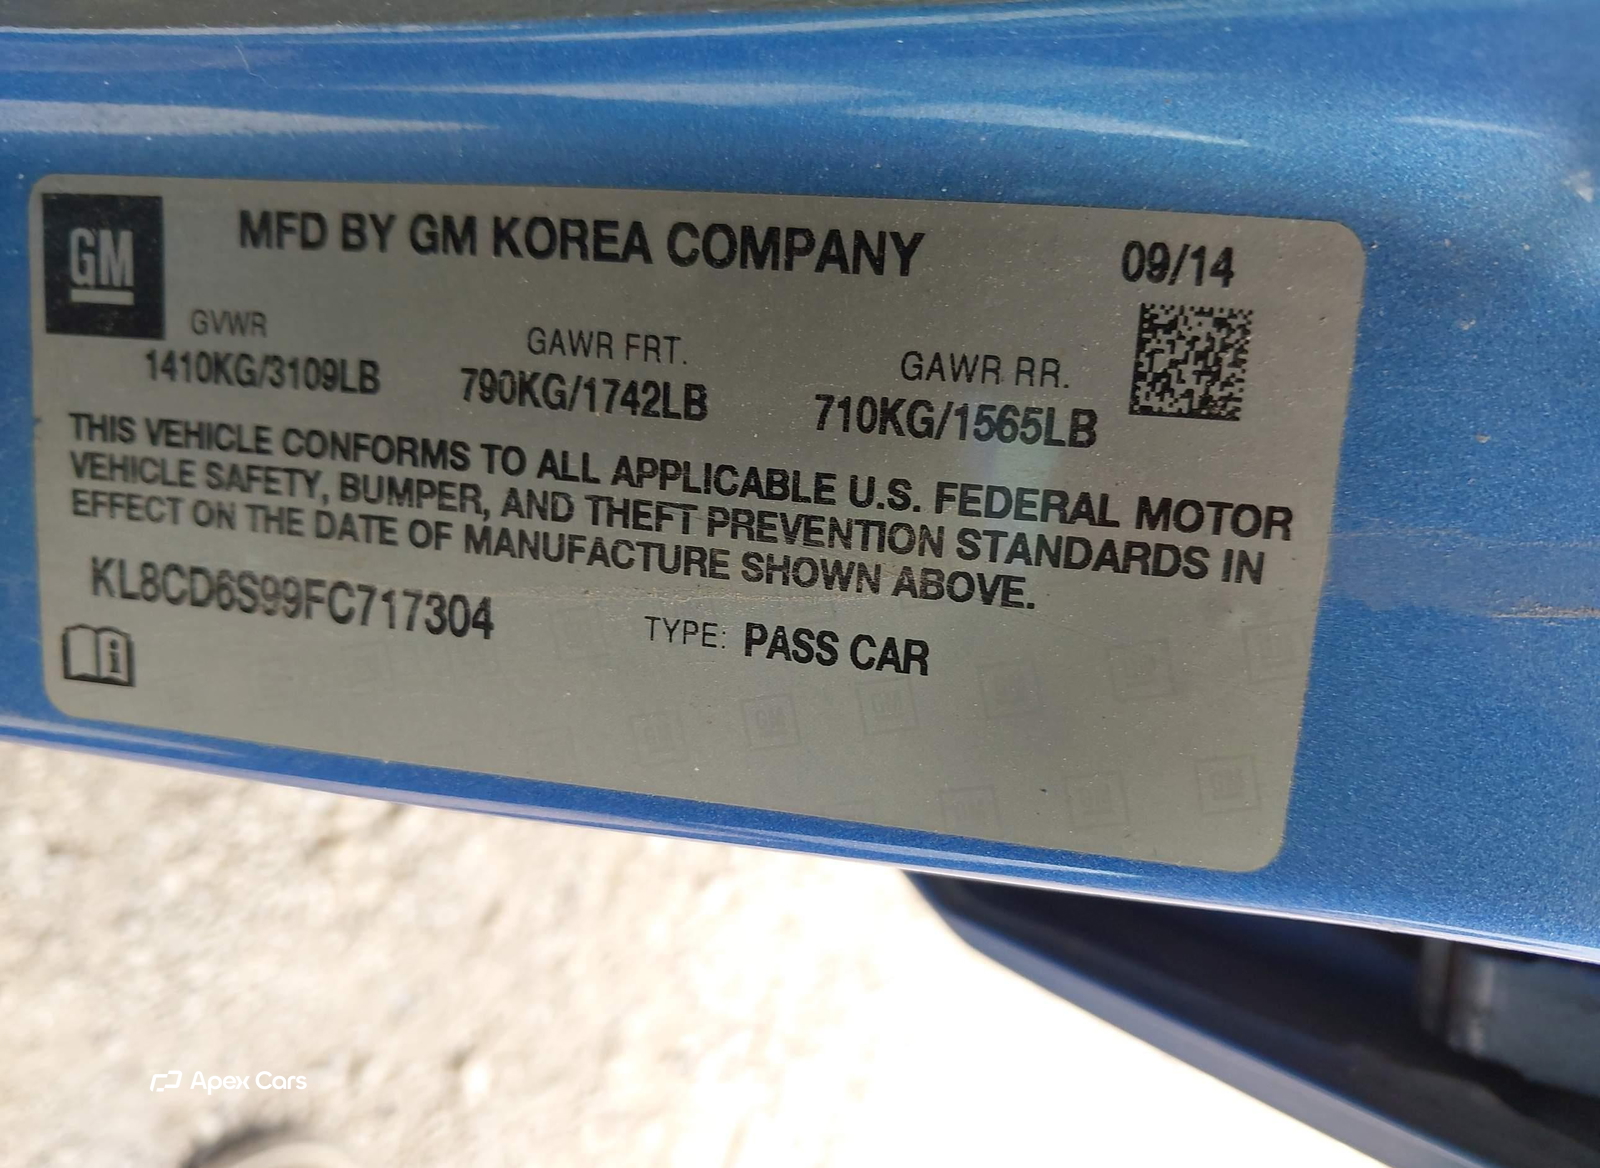 GM
MFD BY GM KOREA COMPANY
09/14
GVWR
1410KG/3109LB
GAWR FRT.
790KG/1742LB
GAWR RR.
710KG/1565LB
THIS VEHICLE CONFORMS TO ALL APPLICABLE U.S. FEDERAL MOTOR
VEHICLE SAFETY, BUMPER, AND THEFT PREVENTION STANDARDS IN
EFFECT ON THE DATE OF MANUFACTURE SHOWN ABOVE.
KL8CD6S99FC717304
TYPE: PASS CAR
Apex Cars